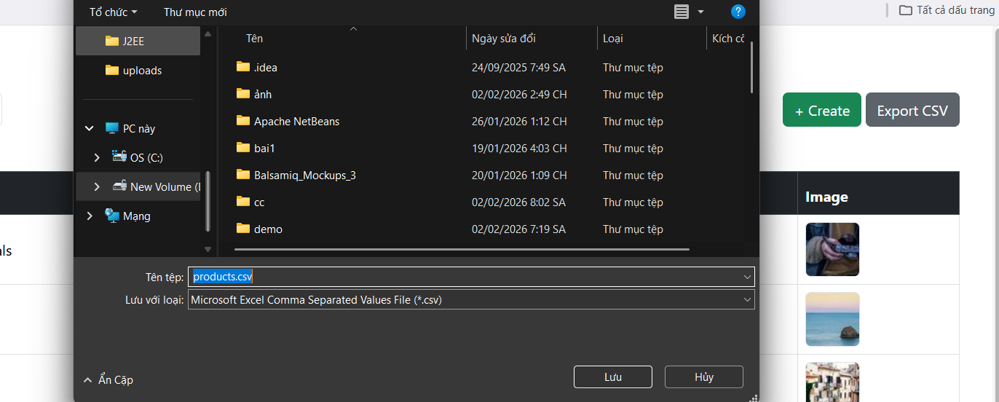 Tổ chức Thư mục mới ? Tất cả dấu trang
J2EE
uploads
PC này
OS (C:)
New Volume (
Mạng
Tên Ngày sửa đổi Loại Kích cỡ
.idea 24/09/2025 7:49 SA Thư mục tệp
ảnh 02/02/2026 2:49 CH Thư mục tệp
Apache NetBeans 26/01/2026 1:12 CH Thư mục tệp
bai1 19/01/2026 4:03 CH Thư mục tệp
Balsamiq_Mockups_3 20/01/2026 1:09 CH Thư mục tệp
cc 02/02/2026 8:02 SA Thư mục tệp
demo 02/02/2026 7:19 SA Thư mục tệp
Tên tệp: products.csv
Lưu với loại: Microsoft Excel Comma Separated Values File (*.csv)
Ẩn Cặp Lưu Hủy
+ Create Export CSV
Image